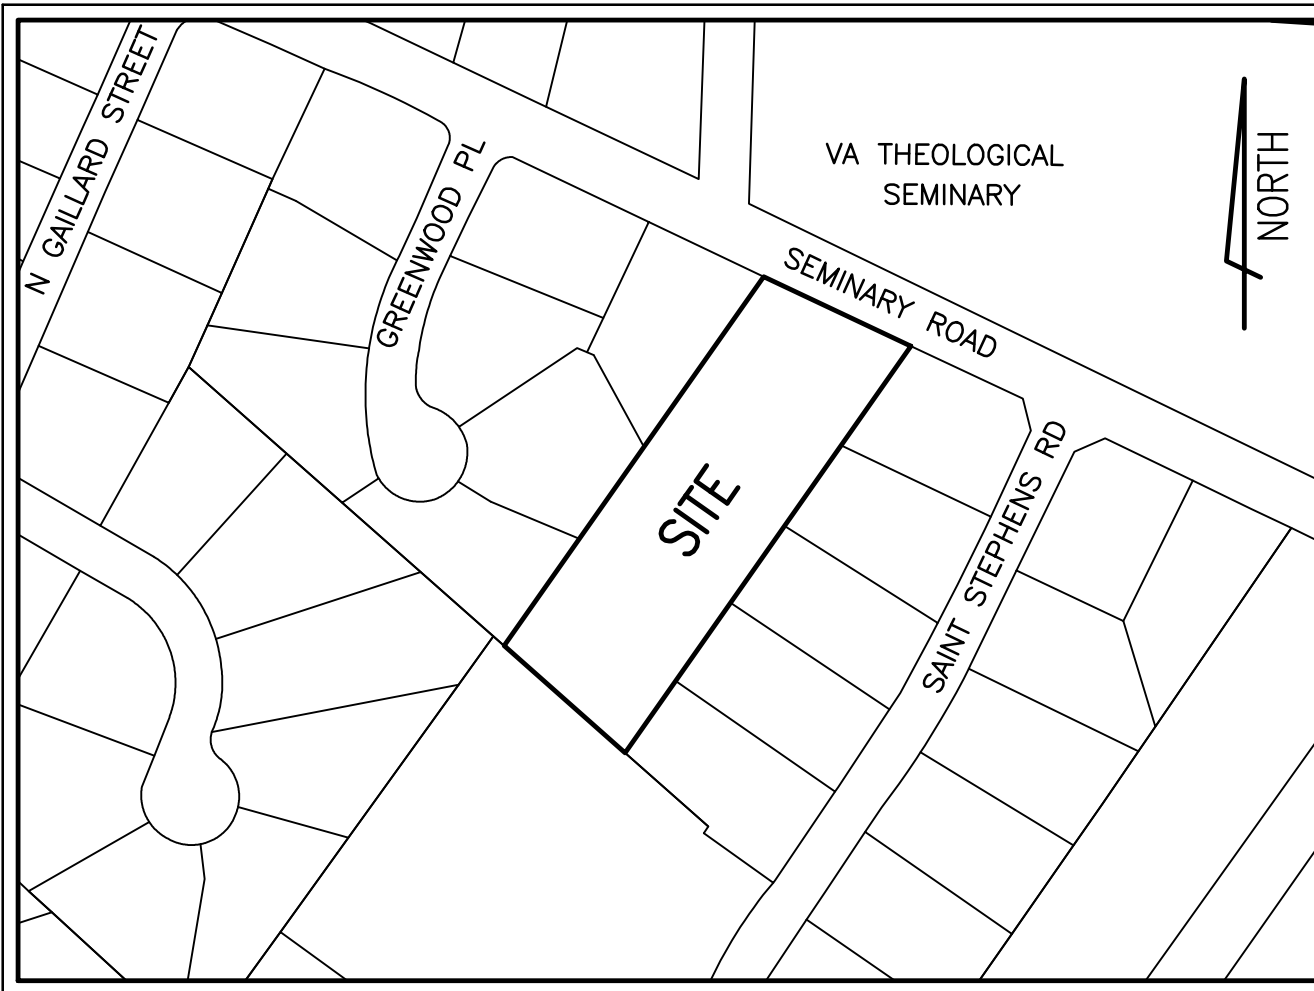 N GAILLARD STREET
GREENWOOD PL
VA THEOLOGICAL
SEMINARY
NORTH
SEMINARY ROAD
SITE
SAINT STEPHENS RD